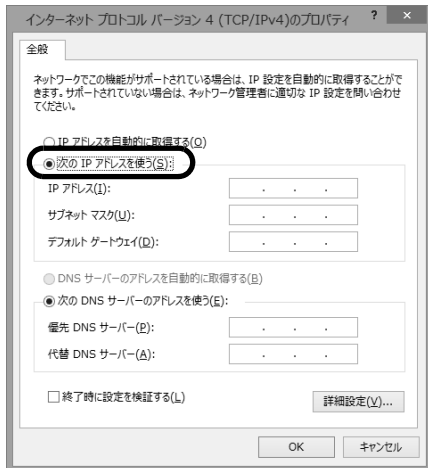 インターネット プロトコル バージョン 4 (TCP/IPv4)のプロパティ ? ×
全般
ネットワークでこの機能がサポートされている場合は、IP 設定を自動的に取得することがで
きます。サポートされていない場合は、ネットワーク管理者に適切な IP 設定を問い合わせ
てください。
IP アドレスを自動的に取得する(O)
次の IP アドレスを使う(S):
IP アドレス(I): . . .
サブネット マスク(U): . . .
デフォルト ゲートウェイ(D): . . .
DNS サーバーのアドレスを自動的に取得する(B)
次の DNS サーバーのアドレスを使う(E):
優先 DNS サーバー(P): . . .
代替 DNS サーバー(A): . . .
終了時に設定を検証する(L)
詳細設定(V)...
OK キャンセル